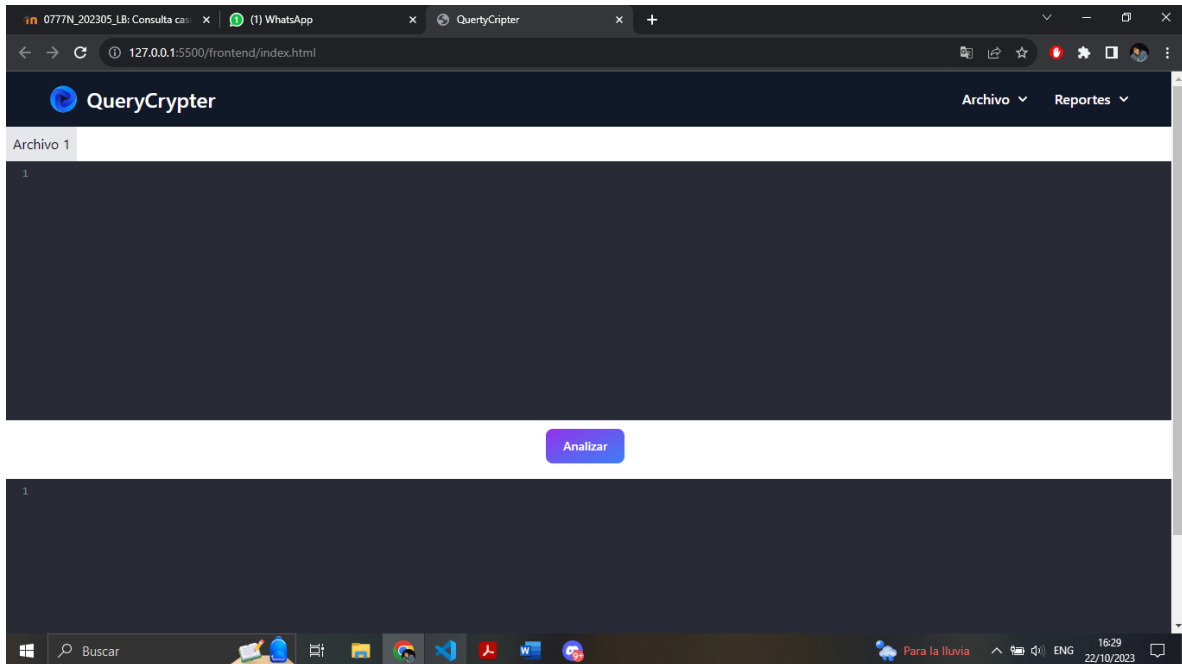 0777N_202305_LB: Consulta cas
(1) WhatsApp
QuertyCripter
127.0.0.1:5500/frontend/index.html
QueryCrypter
Archivo
Reportes
Archivo 1
1
Analizar
1
Buscar
Para la lluvia
ENG
16:29
22/10/2023